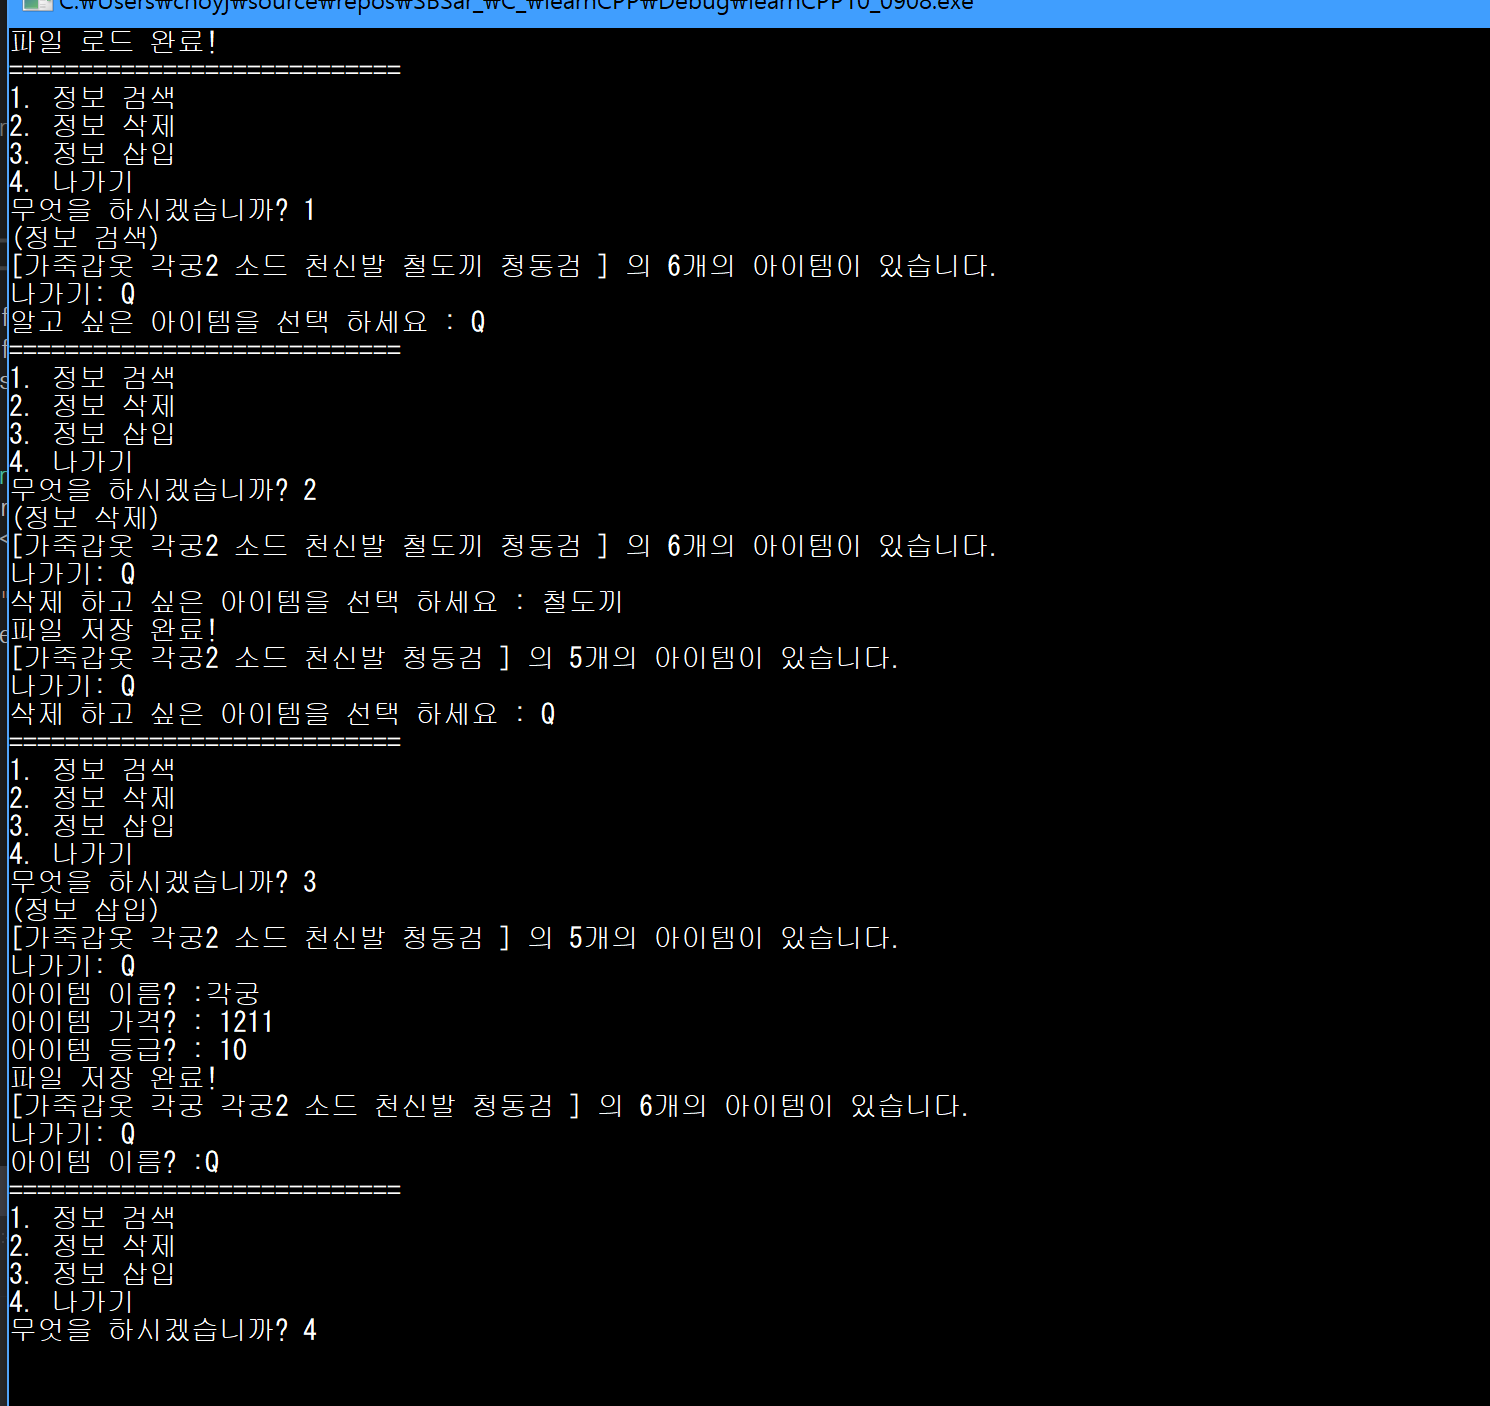 C:₩Users₩choyj₩source₩repos₩SBSar_₩C_₩learnCPP₩Debug₩learnCPP10_0908.exe
파일 로드 완료!
============================
1. 정보 검색
2. 정보 삭제
3. 정보 삽입
4. 나가기
무엇을 하시겠습니까? 1
(정보 검색)
[가죽갑옷 각궁2 소드 천신발 철도끼 청동검 ] 의 6개의 아이템이 있습니다.
나가기: Q
알고 싶은 아이템을 선택 하세요 : Q
============================
1. 정보 검색
2. 정보 삭제
3. 정보 삽입
4. 나가기
무엇을 하시겠습니까? 2
(정보 삭제)
[가죽갑옷 각궁2 소드 천신발 철도끼 청동검 ] 의 6개의 아이템이 있습니다.
나가기: Q
삭제 하고 싶은 아이템을 선택 하세요 : 철도끼
파일 저장 완료!
[가죽갑옷 각궁2 소드 천신발 청동검 ] 의 5개의 아이템이 있습니다.
나가기: Q
삭제 하고 싶은 아이템을 선택 하세요 : Q
============================
1. 정보 검색
2. 정보 삭제
3. 정보 삽입
4. 나가기
무엇을 하시겠습니까? 3
(정보 삽입)
[가죽갑옷 각궁2 소드 천신발 청동검 ] 의 5개의 아이템이 있습니다.
나가기: Q
아이템 이름? :각궁
아이템 가격? : 1211
아이템 등급? : 10
파일 저장 완료!
[가죽갑옷 각궁 각궁2 소드 천신발 청동검 ] 의 6개의 아이템이 있습니다.
나가기: Q
아이템 이름? :Q
============================
1. 정보 검색
2. 정보 삭제
3. 정보 삽입
4. 나가기
무엇을 하시겠습니까? 4